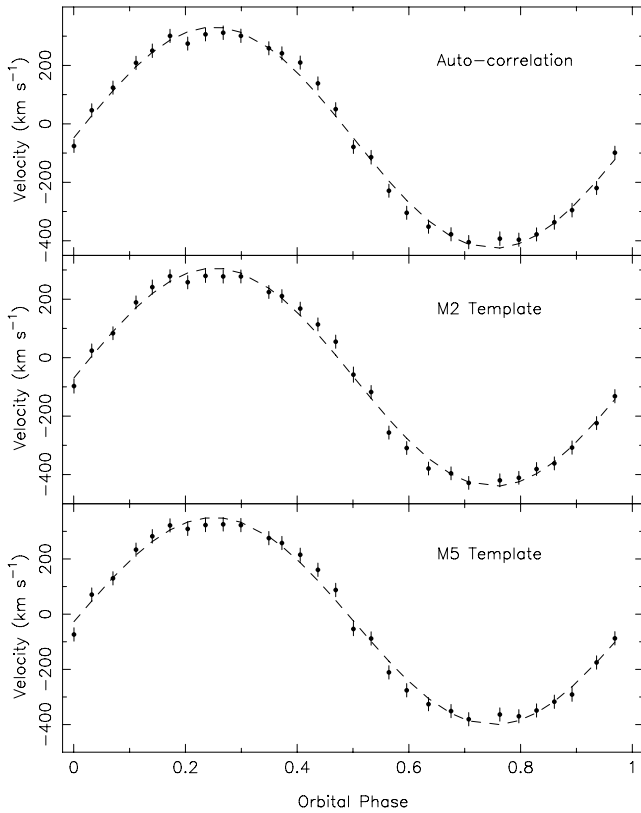 Auto-correlation
Velocity (km s⁻¹)
200
0
-200
-400
M2 Template
Velocity (km s⁻¹)
200
0
-200
-400
M5 Template
Velocity (km s⁻¹)
200
0
-200
-400
0 0.2 0.4 0.6 0.8 1
Orbital Phase